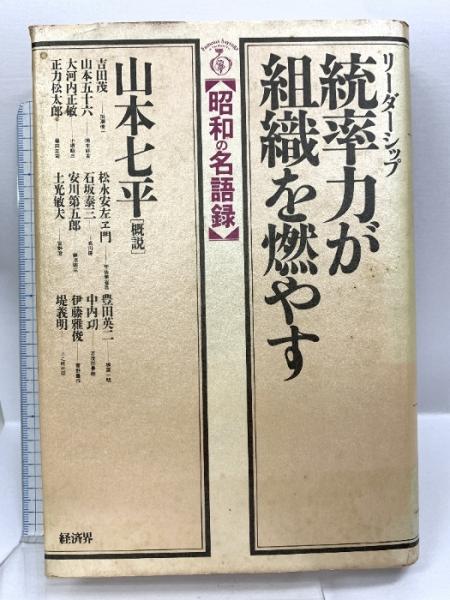 リーダーシップ
統率力が
組織を燃やす
Famous Sayings
【昭和の名語録】
山本七平[概説]
吉田茂
山本五十六
大河内正敏
正力松太郎
松永安左ヱ門
石坂泰三
安川第五郎
土光敏夫
豊田英二
中内㓛
伊藤雅俊
堤義明
経済界